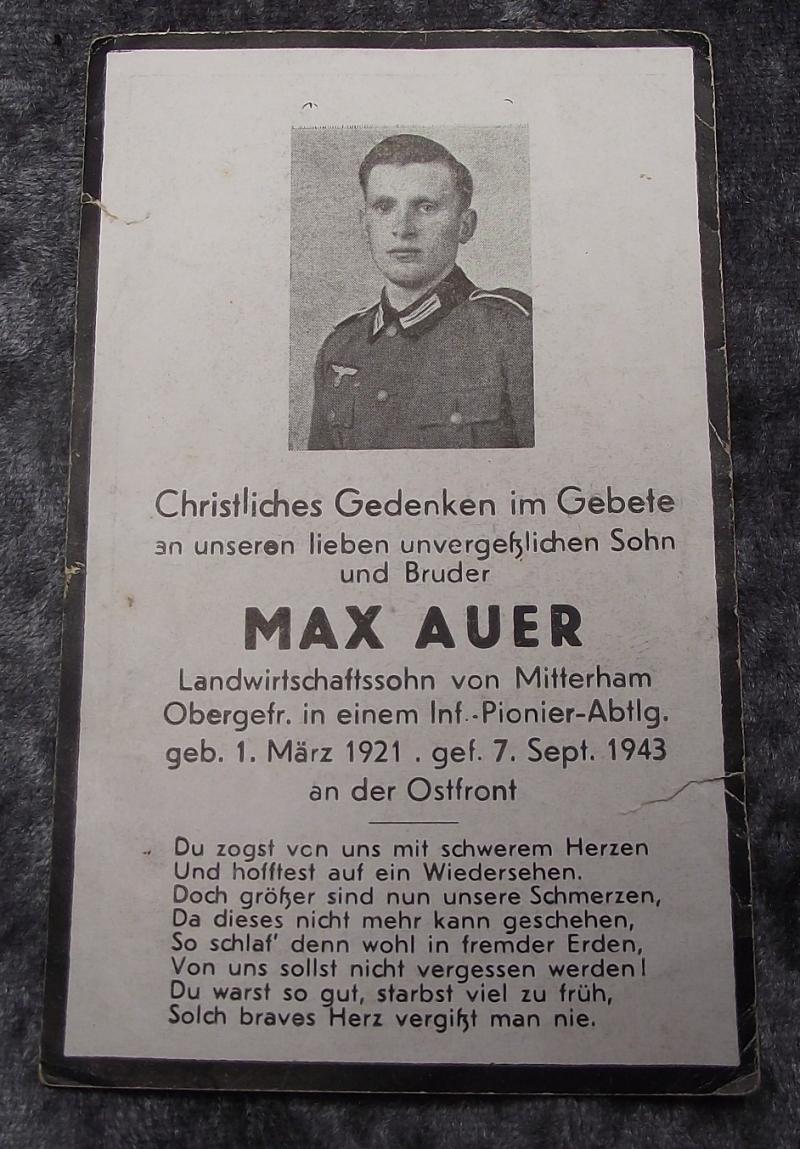 Christliches Gedenken im Gebete
an unseren lieben unvergeßlichen Sohn
und Bruder
MAX AUER
Landwirtschaftssohn von Mitterham
Obergefr. in einem Inf.-Pionier-Abtlg.
geb. 1. März 1921 . gef. 7. Sept. 1943
an der Ostfront
Du zogst von uns mit schwerem Herzen
Und hofftest auf ein Wiedersehen.
Doch größer sind nun unsere Schmerzen,
Da dieses nicht mehr kann geschehen,
So schlaf' denn wohl in fremder Erden,
Von uns sollst nicht vergessen werden!
Du warst so gut, starbst viel zu früh,
Solch braves Herz vergißt man nie.